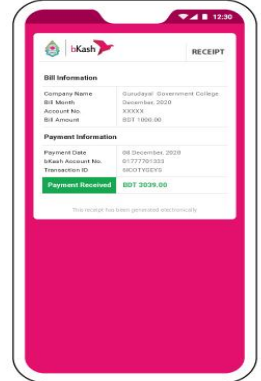 12:30
bKash
RECEIPT
Bill Information
Company Name Gurudayal Government College
Bill Month December, 2020
Account No. XXXXX
Bill Amount BDT 1000.00
Payment Information
Payment Date 08 December, 2020
bKash Account No. 01777701333
Transaction ID
Payment Received BDT 3039.00
This receipt has been generated electronically